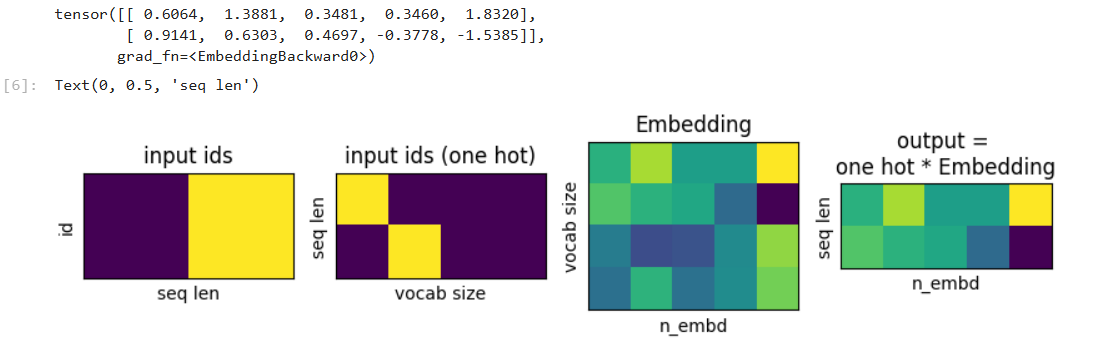 tensor([[ 0.6064,  1.3881,  0.3481,  0.3460,  1.8320],
        [ 0.9141,  0.6303,  0.4697, -0.3778, -1.5385]],
       grad_fn=<EmbeddingBackward0>)
[6]: Text(0, 0.5, 'seq len')
input ids
id
seq len
input ids (one hot)
seq len
vocab size
Embedding
vocab size
n_embd
output =
one hot * Embedding
seq len
n_embd